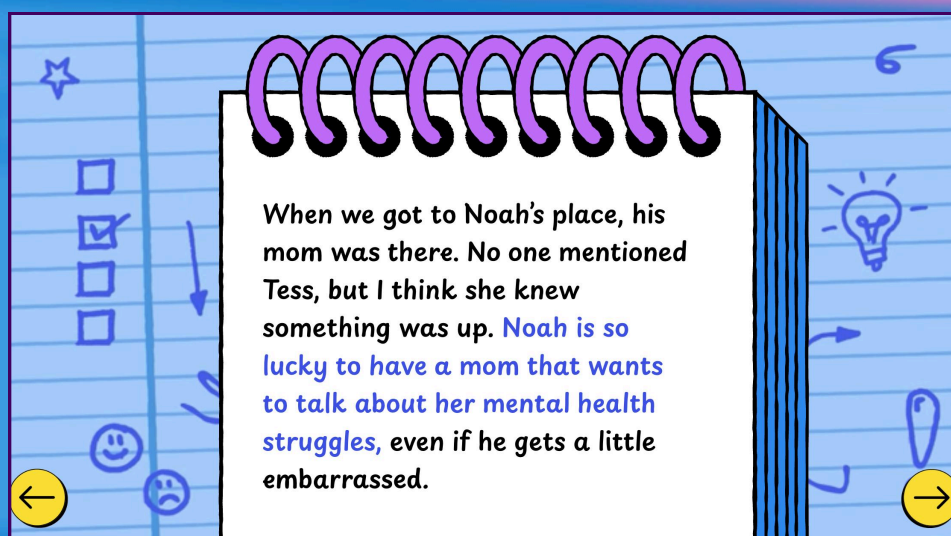 When we got to Noah's place, his
mom was there. No one mentioned
Tess, but I think she knew
something was up. Noah is so
lucky to have a mom that wants
to talk about her mental health
struggles, even if he gets a little
embarrassed.